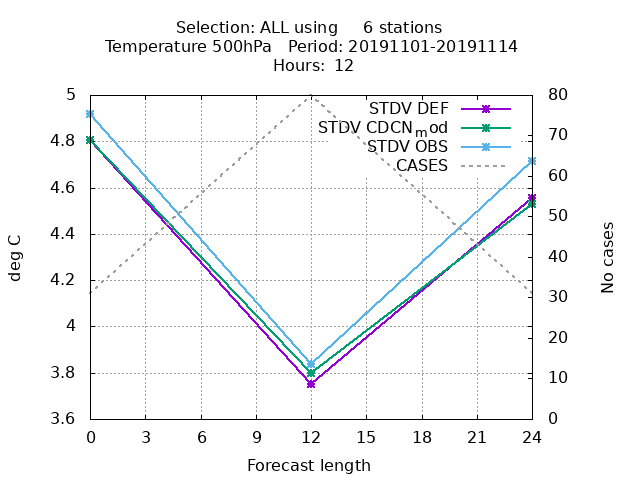 Selection: ALL using     6 stations
Temperature 500hPa   Period: 20191101-20191114
Hours: 12
STDV DEF
STDV CDCNmod
STDV OBS
CASES
5
4.8
4.6
4.4
4.2
4
3.8
3.6
80
70
60
50
40
30
20
10
0
deg C
No cases
0 3 6 9 12 15 18 21 24
Forecast length